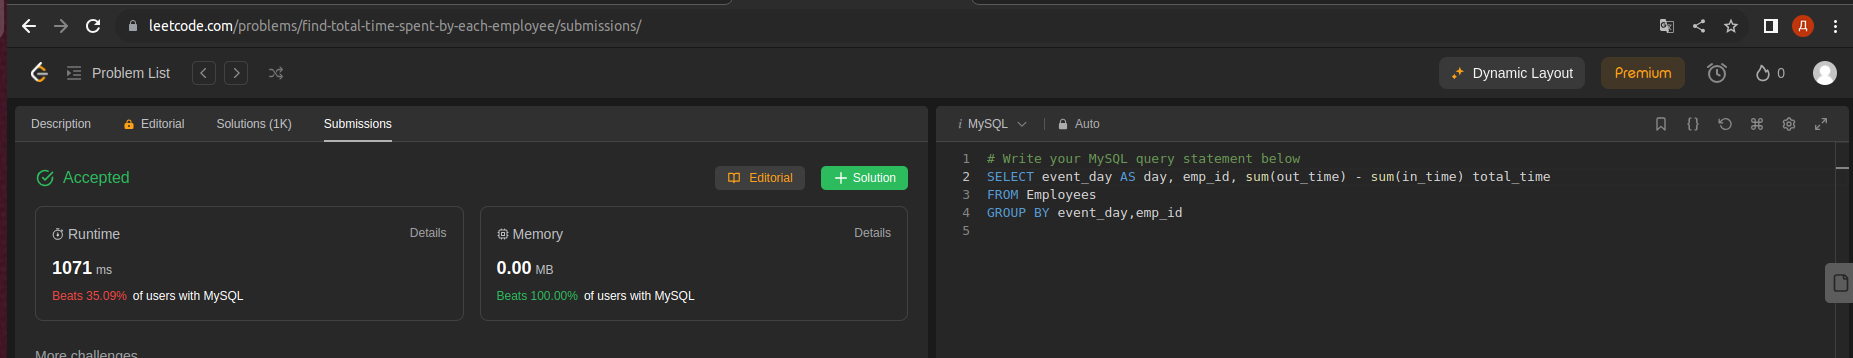 leetcode.com/problems/find-total-time-spent-by-each-employee/submissions/
Д
Problem List
Dynamic Layout
Premium
0
Description
Editorial
Solutions (1K)
Submissions
Accepted
Editorial
Solution
Runtime
Details
1071 ms
Beats 35.09% of users with MySQL
Memory
Details
0.00 MB
Beats 100.00% of users with MySQL
More challenges
i MySQL
Auto
1 # Write your MySQL query statement below
2 SELECT event_day AS day, emp_id, sum(out_time) - sum(in_time) total_time
3 FROM Employees
4 GROUP BY event_day,emp_id
5